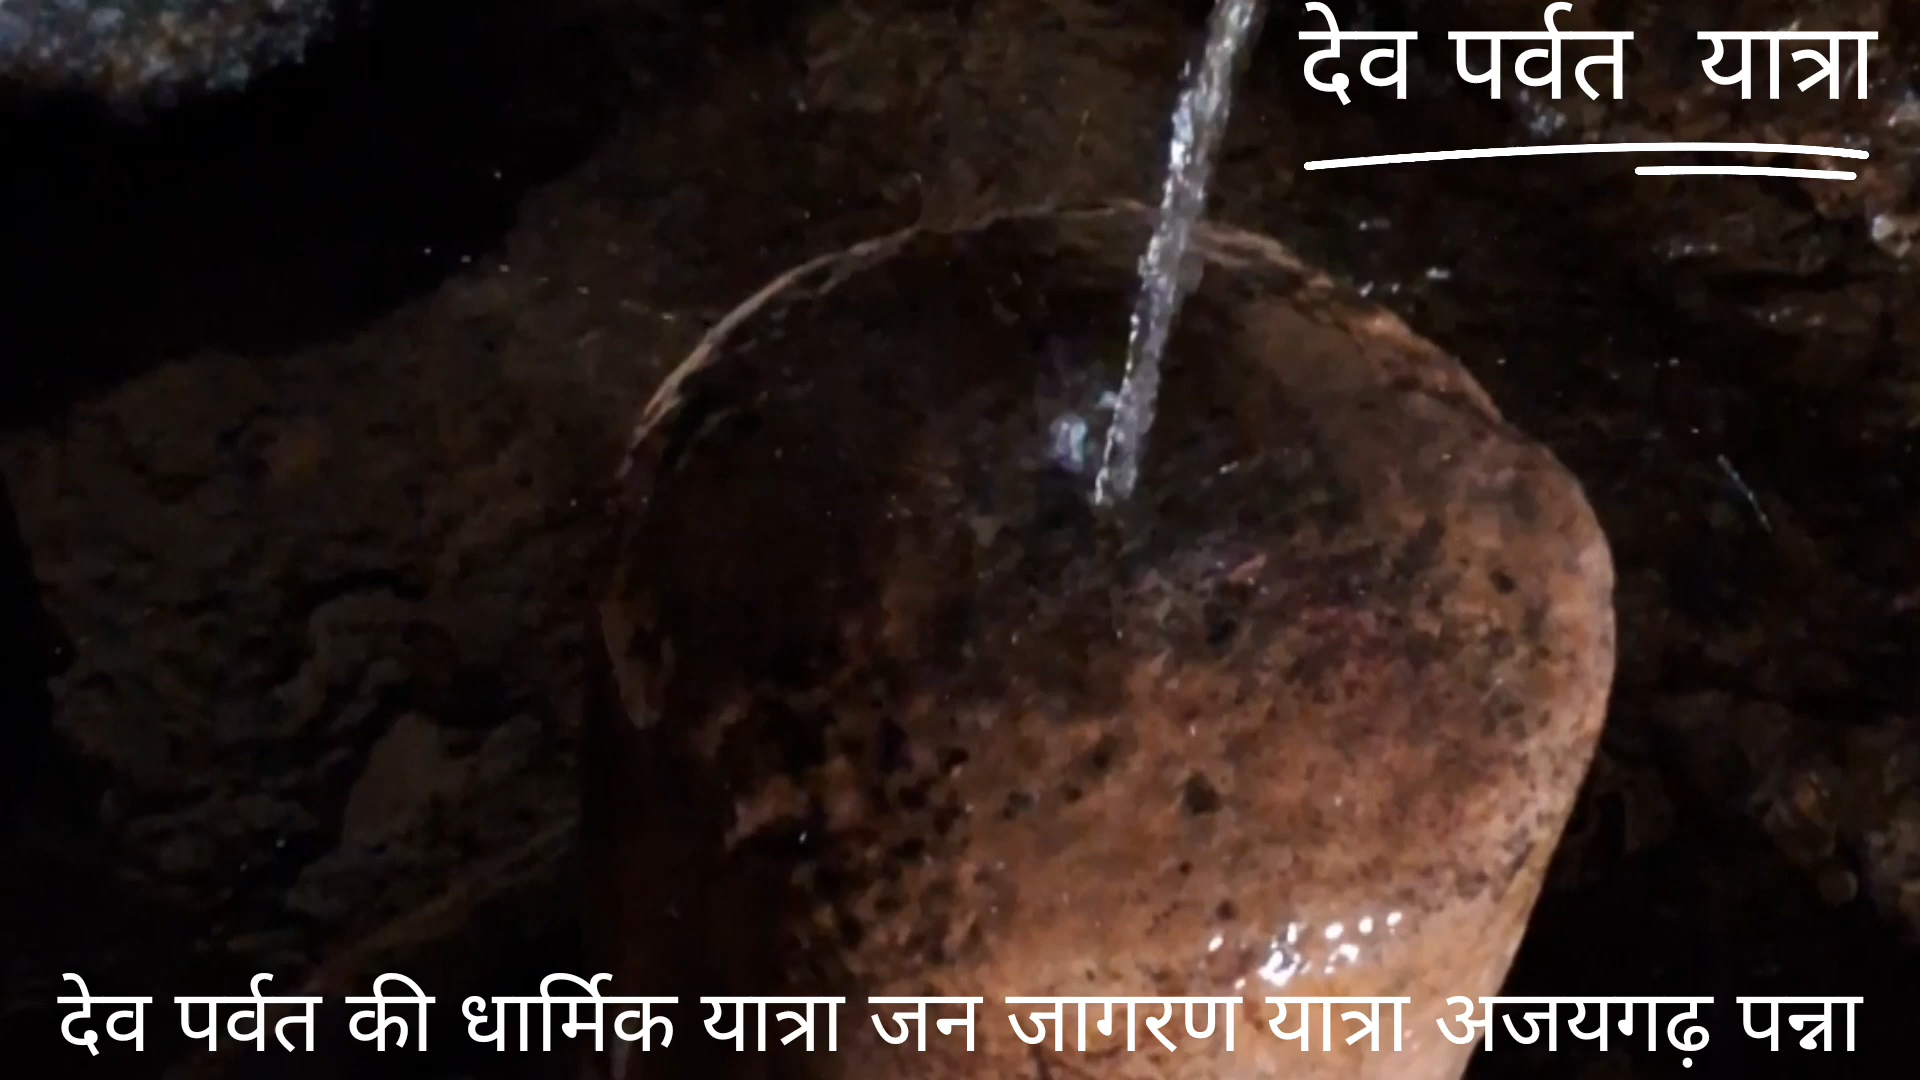 देव पर्वत यात्रा
देव पर्वत की धार्मिक यात्रा जन जागरण यात्रा अजयगढ़ पन्ना